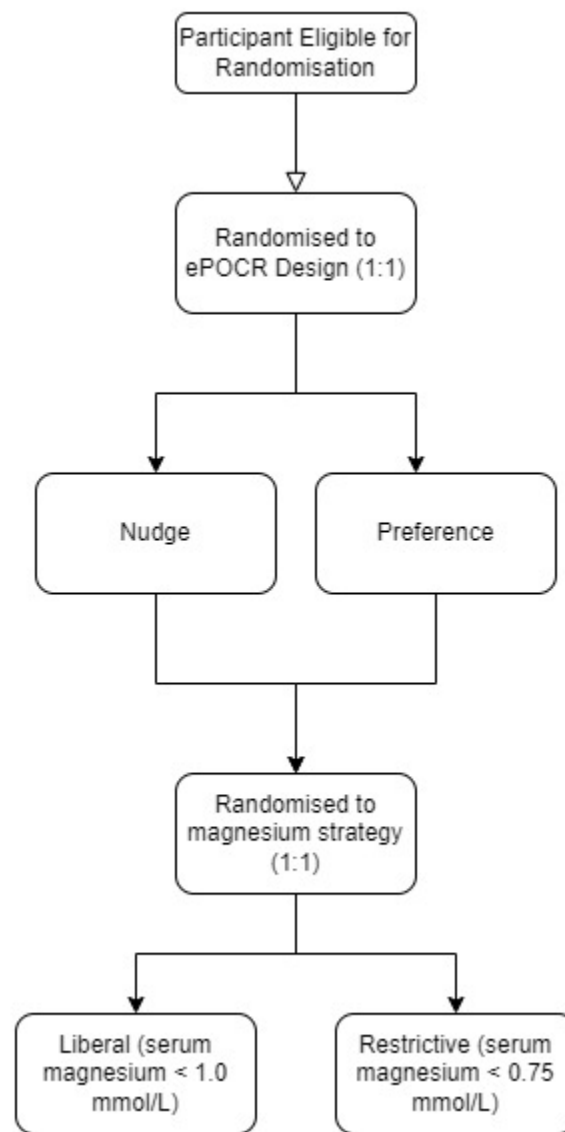 Participant Eligible for
Randomisation
Randomised to
ePOCR Design (1:1)
Nudge
Preference
Randomised to
magnesium strategy
(1:1)
Liberal (serum
magnesium < 1.0
mmol/L)
Restrictive (serum
magnesium < 0.75
mmol/L)